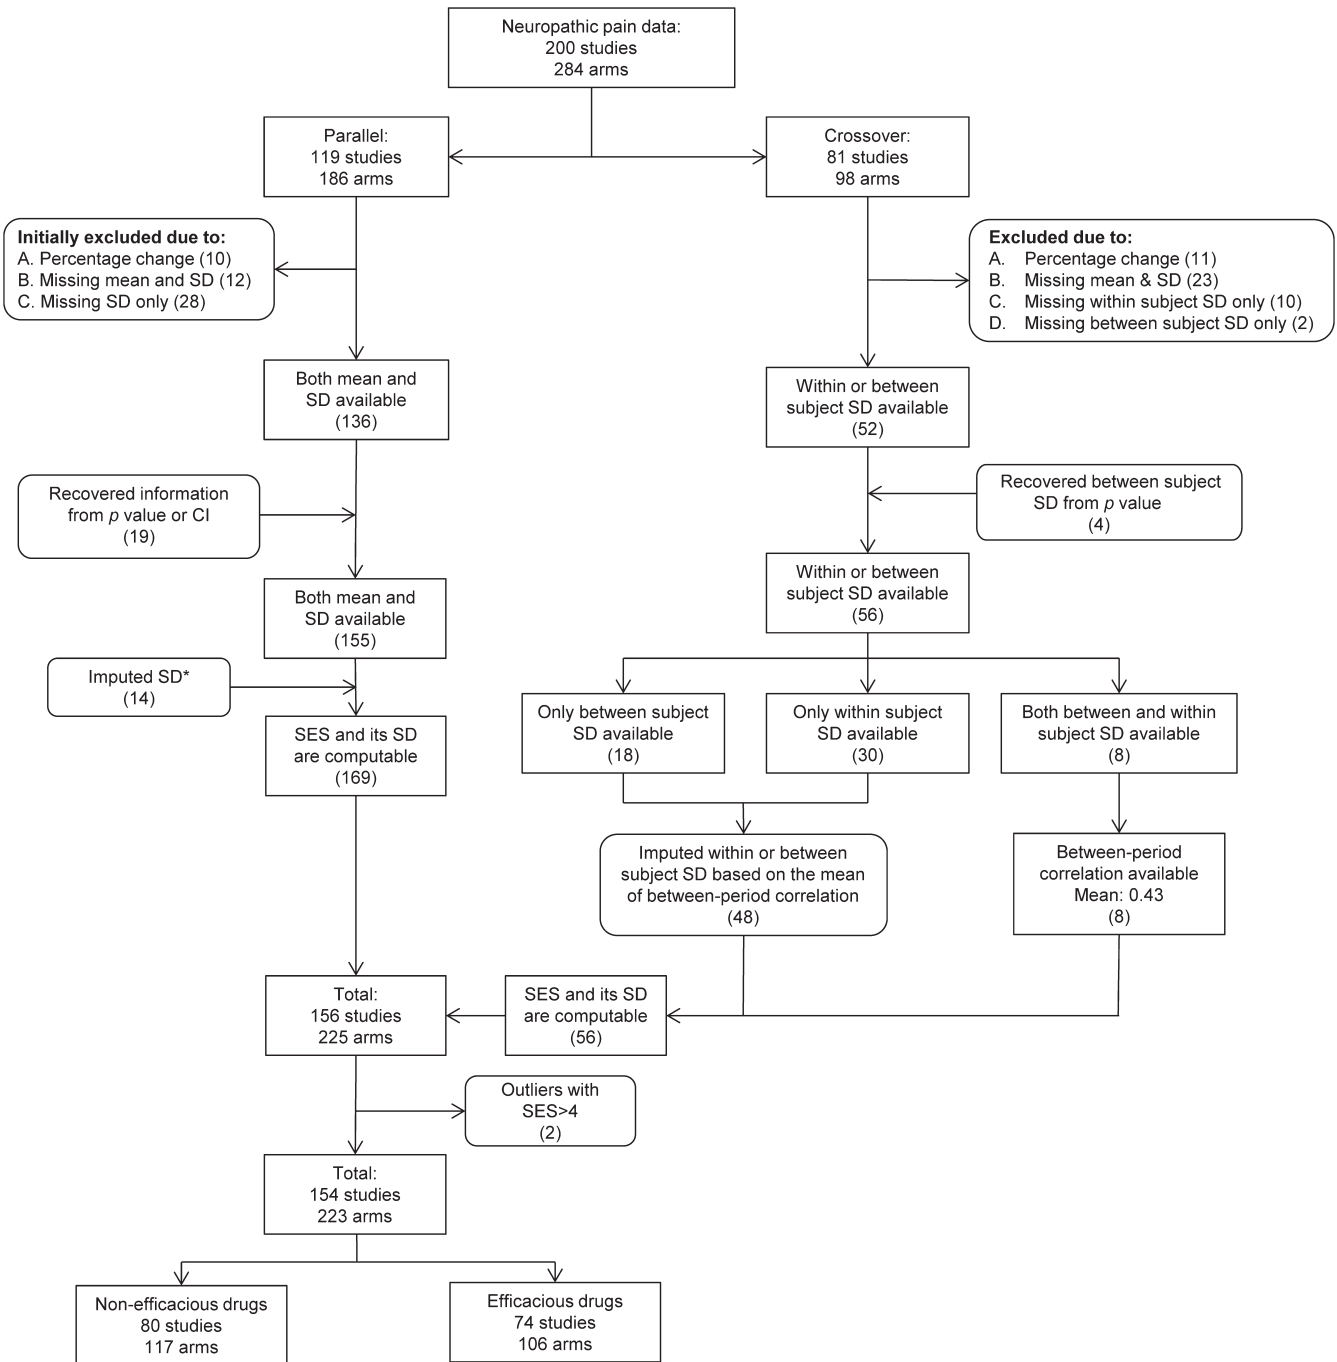 Neuropathic pain data:
200 studies
284 arms
Parallel:
119 studies
186 arms
Crossover:
81 studies
98 arms
Initially excluded due to:
A. Percentage change (10)
B. Missing mean and SD (12)
C. Missing SD only (28)
Excluded due to:
A. Percentage change (11)
B. Missing mean & SD (23)
C. Missing within subject SD only (10)
D. Missing between subject SD only (2)
Both mean and
SD available
(136)
Within or between
subject SD available
(52)
Recovered information
from p value or CI
(19)
Recovered between subject
SD from p value
(4)
Both mean and
SD available
(155)
Within or between
subject SD available
(56)
Imputed SD*
(14)
Only between subject
SD available
(18)
Only within subject
SD available
(30)
Both between and within
subject SD available
(8)
SES and its SD
are computable
(169)
Imputed within or between
subject SD based on the mean
of between-period correlation
(48)
Between-period
correlation available
Mean: 0.43
(8)
Total:
156 studies
225 arms
SES and its SD
are computable
(56)
Outliers with
SES>4
(2)
Total:
154 studies
223 arms
Non-efficacious drugs
80 studies
117 arms
Efficacious drugs
74 studies
106 arms